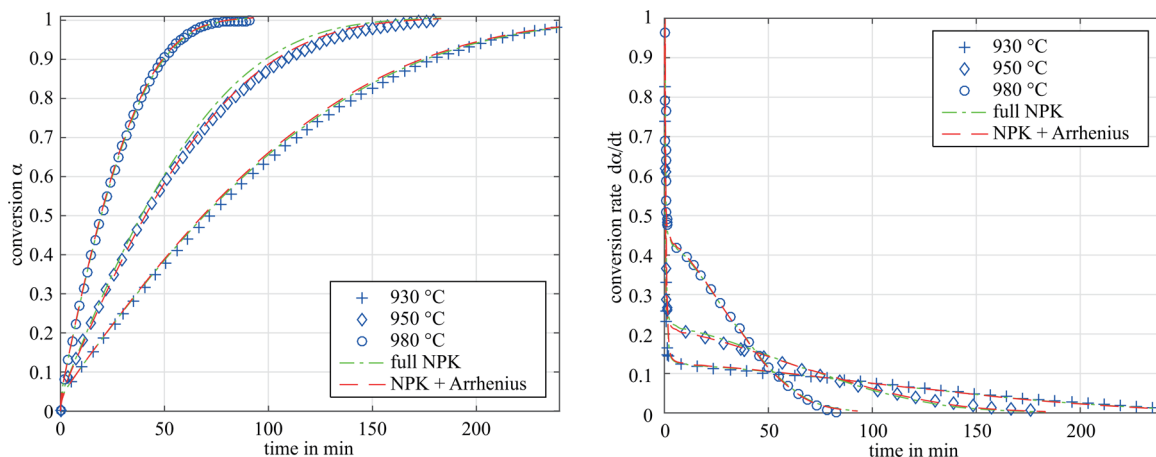 1
0.9
0.8
0.7
0.6
0.5
0.4
0.3
0.2
0.1
0
conversion α
0 50 100 150 200
time in min
930 °C
950 °C
980 °C
full NPK
NPK + Arrhenius
1
0.9
0.8
0.7
0.6
0.5
0.4
0.3
0.2
0.1
0
conversion rate dα/dt
0 50 100 150 200
time in min
930 °C
950 °C
980 °C
full NPK
NPK + Arrhenius